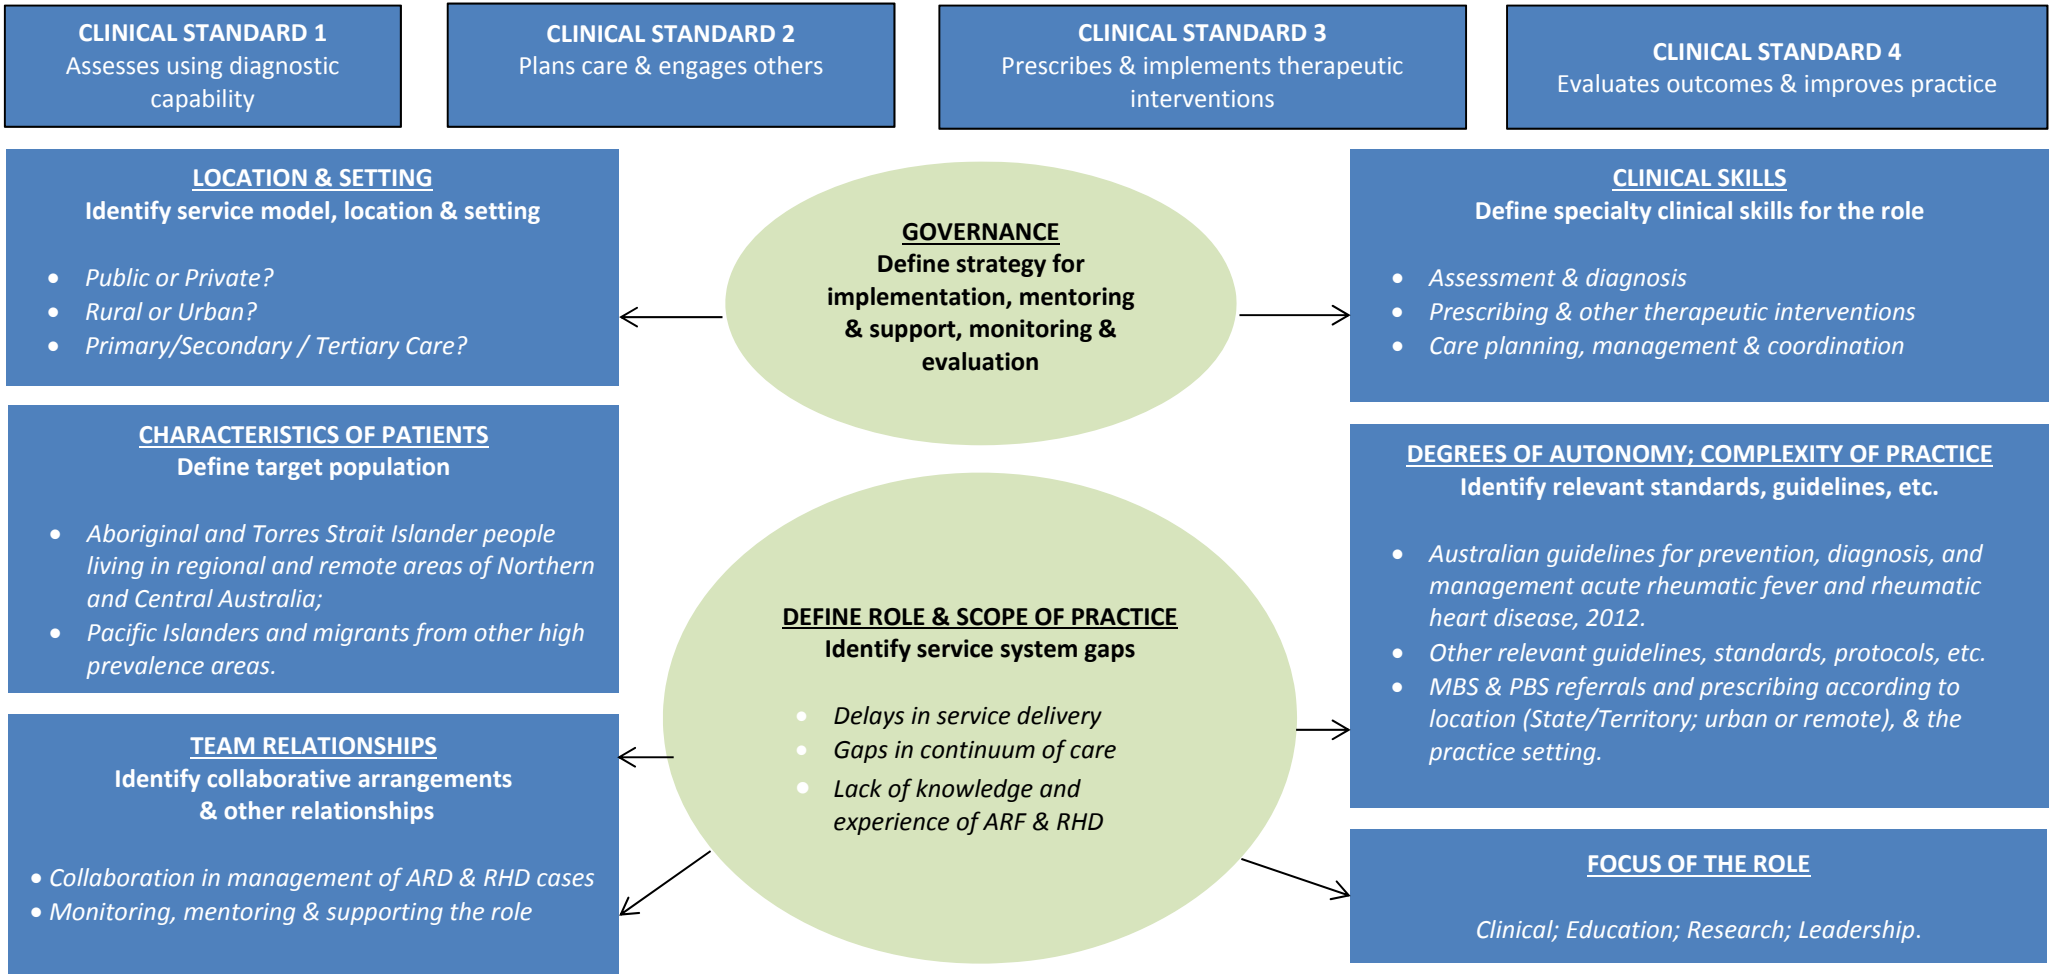 CLINICAL STANDARD 1
Assesses using diagnostic
capability
CLINICAL STANDARD 2
Plans care & engages others
CLINICAL STANDARD 3
Prescribes & implements therapeutic
interventions
CLINICAL STANDARD 4
Evaluates outcomes & improves practice
LOCATION & SETTING
Identify service model, location & setting
• Public or Private?
• Rural or Urban?
• Primary/Secondary / Tertiary Care?
GOVERNANCE
Define strategy for
implementation, mentoring
& support, monitoring &
evaluation
CLINICAL SKILLS
Define specialty clinical skills for the role
• Assessment & diagnosis
• Prescribing & other therapeutic interventions
• Care planning, management & coordination
CHARACTERISTICS OF PATIENTS
Define target population
• Aboriginal and Torres Strait Islander people
living in regional and remote areas of Northern
and Central Australia;
• Pacific Islanders and migrants from other high
prevalence areas.
DEFINE ROLE & SCOPE OF PRACTICE
Identify service system gaps
• Delays in service delivery
• Gaps in continuum of care
• Lack of knowledge and
experience of ARF & RHD
DEGREES OF AUTONOMY; COMPLEXITY OF PRACTICE
Identify relevant standards, guidelines, etc.
• Australian guidelines for prevention, diagnosis, and
management acute rheumatic fever and rheumatic
heart disease, 2012.
• Other relevant guidelines, standards, protocols, etc.
• MBS & PBS referrals and prescribing according to
location (State/Territory; urban or remote), & the
practice setting.
TEAM RELATIONSHIPS
Identify collaborative arrangements
& other relationships
• Collaboration in management of ARD & RHD cases
• Monitoring, mentoring & supporting the role
FOCUS OF THE ROLE
Clinical; Education; Research; Leadership.